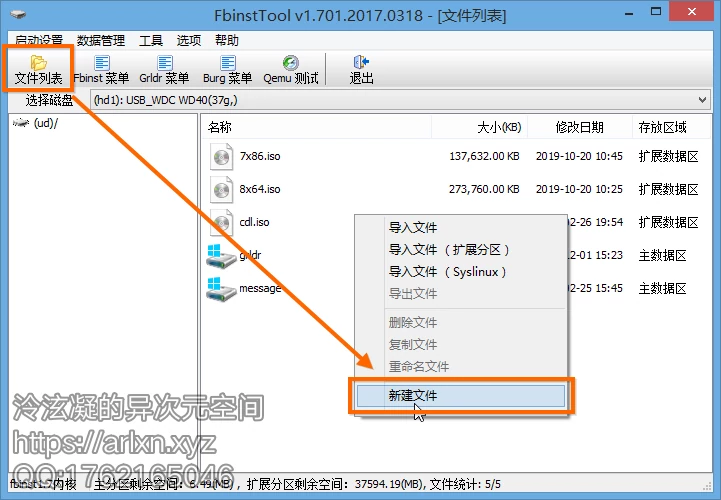 FbinstTool v1.701.2017.0318 - [文件列表]
启动设置 数据管理 工具 选项 帮助
文件列表 Fbinst 菜单 Grldr 菜单 Burg 菜单 Qemu 测试 退出
选择磁盘 (hd1): USB_WDC WD40(37g,)
(ud)/
名称 大小(KB) 修改日期 存放区域
7x86.iso 137,632.00 KB 2019-10-20 10:45 扩展数据区
8x64.iso 273,760.00 KB 2019-10-20 10:25 扩展数据区
cdl.iso -02-26 19:54 扩展数据区
grldr -01 15:23 主数据区
message 02-25 15:45 主数据区
导入文件
导入文件（扩展分区）
导入文件（Syslinux）
导出文件
删除文件
复制文件
重命名文件
新建文件
泠泫凝的异次元空间
https://arlxn.xyz
QQ:1762165046
fbinst1.7内核 主分区剩余空间: 6.49(MB)，扩展分区剩余空间: 37594.19(MB), 文件统计: 5/5